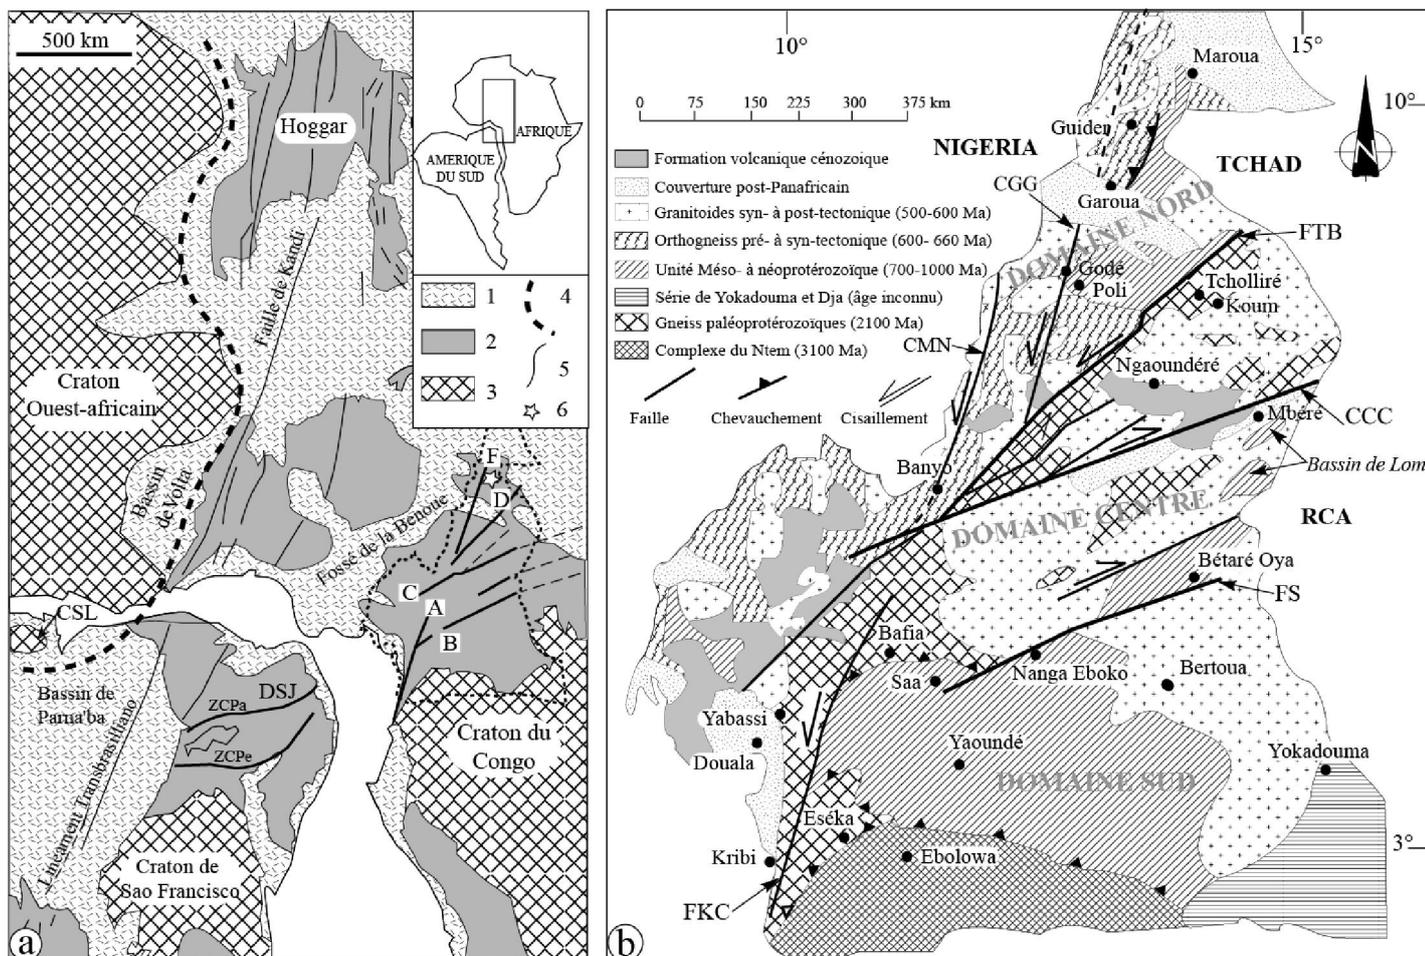 500 km
Hoggar
AFRIQUE
AMERIQUE
DU SUD
1
2
3
4
5
6
Faille de Kandi
Craton
Ouest-africain
Bassin
de Volta
Fossé de la Benoue
F
D
C
A
B
CSL
Bassin de
Parna'ba
Lineament Transbrasiliano
DSJ
ZCPa
ZCPe
Craton du
Congo
Craton de
Sao Francisco
a
10°
15°
0 75 150 225 300 375 km
Formation volcanique cénozoique
Couverture post-Panafricain
Granitoides syn- à post-tectonique (500-600 Ma)
Orthogneiss pré- à syn-tectonique (600- 660 Ma)
Unité Méso- à néoprotérozoïque (700-1000 Ma)
Série de Yokadouma et Dja (âge inconnu)
Gneiss paléoprotérozoïques (2100 Ma)
Complexe du Ntem (3100 Ma)
Faille
Chevauchement
Cisaillement
Maroua
10°
N
Guider
NIGERIA
TCHAD
CGG
Garoua
DOMAINE NORD
FTB
Godé
Poli
Tcholliré
Koum
CMN
Ngaoundéré
Mbéré
CCC
Banyo
Bassin de Lom
DOMAINE CENTRE
RCA
Bétaré Oya
FS
Bafia
Saa
Nanga Eboko
Bertoua
Yabassi
Douala
Yaoundé
Yokadouma
DOMAINE SUD
Eséka
Kribi
Ebolowa
3°
FKC
b